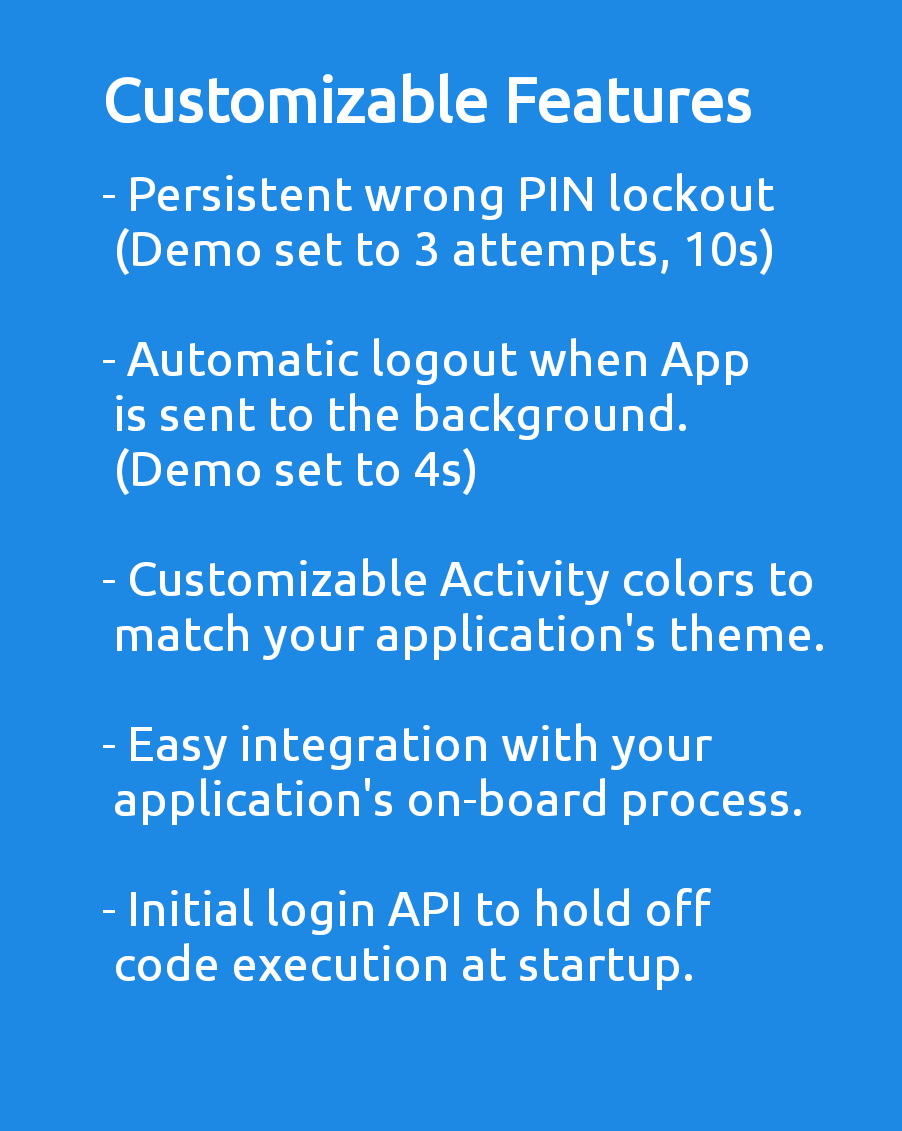 Customizable Features
- Persistent wrong PIN lockout
(Demo set to 3 attempts, 10s)
- Automatic logout when App
is sent to the background.
(Demo set to 4s)
- Customizable Activity colors to
match your application's theme.
- Easy integration with your
application's on-board process.
- Initial login API to hold off
code execution at startup.